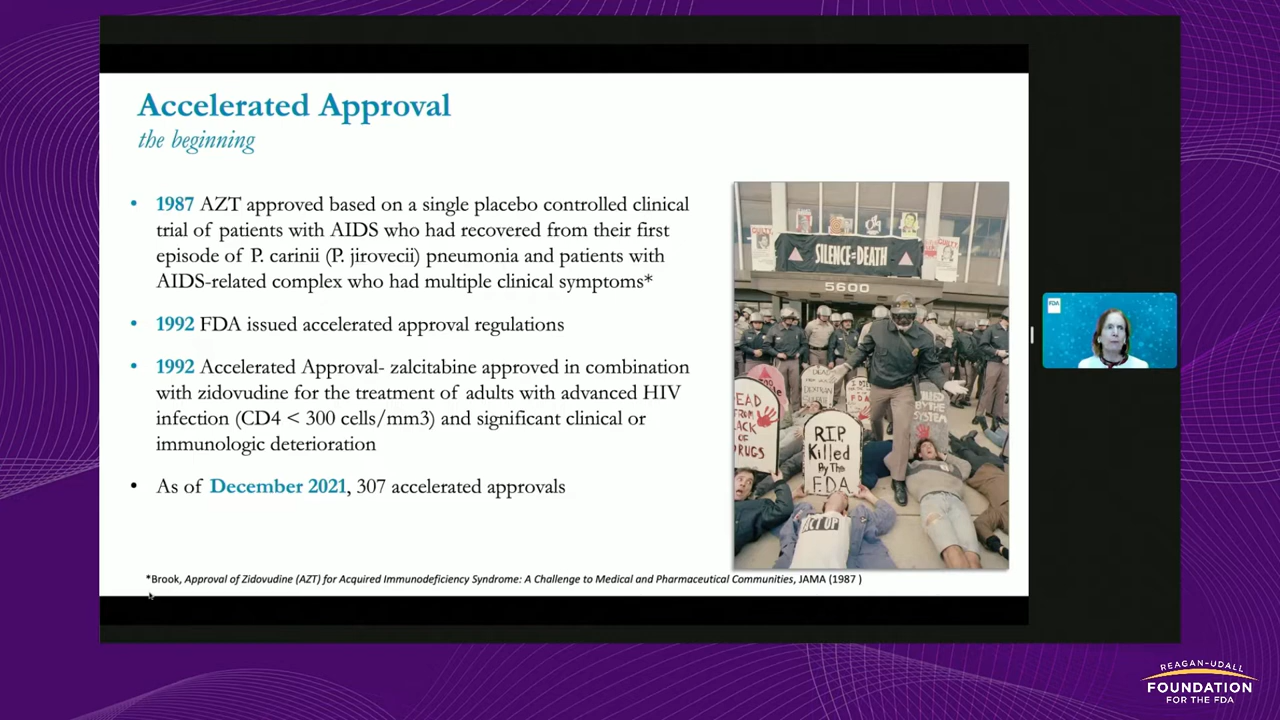 Accelerated Approval
the beginning
• 1987 AZT approved based on a single placebo controlled clinical
trial of patients with AIDS who had recovered from their first
episode of P. carinii (P. jirovecii) pneumonia and patients with
AIDS-related complex who had multiple clinical symptoms*
• 1992 FDA issued accelerated approval regulations
• 1992 Accelerated Approval- zalcitabine approved in combination
with zidovudine for the treatment of adults with advanced HIV
infection (CD4 < 300 cells/mm3) and significant clinical or
immunologic deterioration
• As of December 2021, 307 accelerated approvals
GUILTY
SILENCE=DEATH
GUILTY
5600
DEAD
FROM
LACK
OF
DRUGS
R.I.P.
Killed
By The
F.D.A.
KILLED
BY THE
SYSTEM
ACT UP
*Brook, Approval of Zidovudine (AZT) for Acquired Immunodeficiency Syndrome: A Challenge to Medical and Pharmaceutical Communities, JAMA (1987 )
FDA
REAGAN-UDALL
FOUNDATION
FOR THE FDA